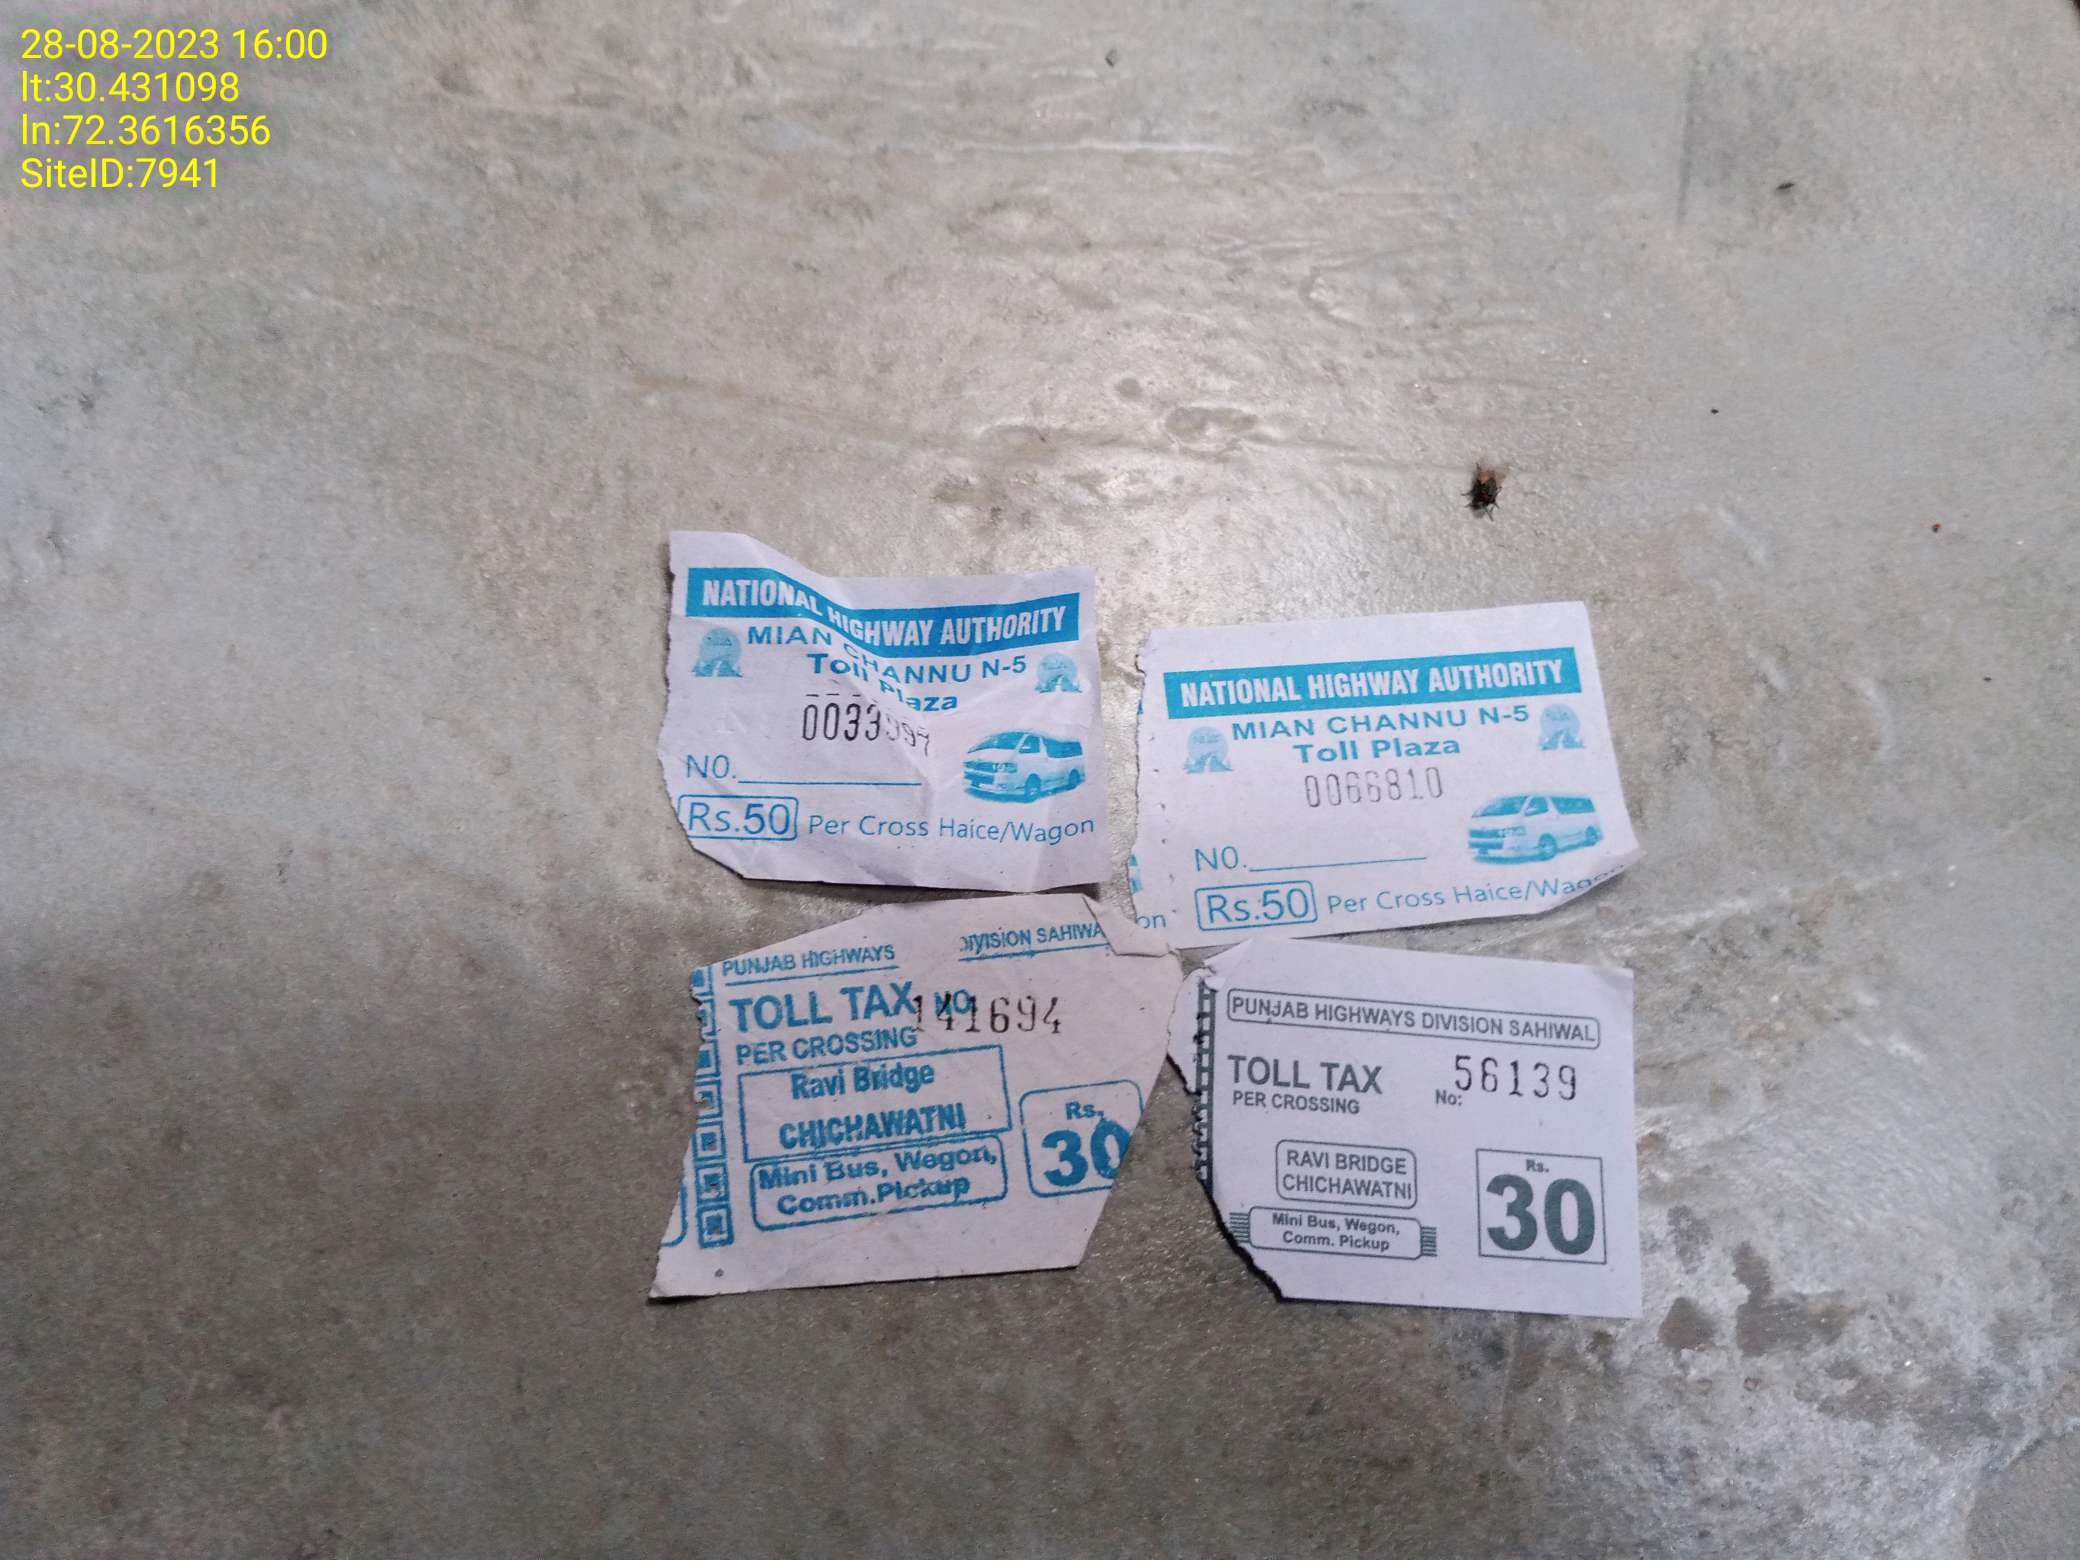 28-08-2023 16:00
lt:30.431098
ln:72.3616356
SiteID:7941
NATIONAL HIGHWAY AUTHORITY
MIAN CHANNU N-5
Toll Plaza
NO.
Rs.50 Per Cross Haice/Wagon
NATIONAL HIGHWAY AUTHORITY
MIAN CHANNU N-5
Toll Plaza
0066810
NO.
Rs.50 Per Cross Haice/Wagon
on
PUNJAB HIGHWAYS DIVISION SAHIWA
TOLL TAX NO 141694
PER CROSSING
Ravi Bridge
CHICHAWATNI
Mini Bus, Wegon,
Comm.Pickup
Rs.
30
PUNJAB HIGHWAYS DIVISION SAHIWAL
TOLL TAX
PER CROSSING
No: 56139
RAVI BRIDGE
CHICHAWATNI
Mini Bus, Wegon,
Comm. Pickup
Rs.
30